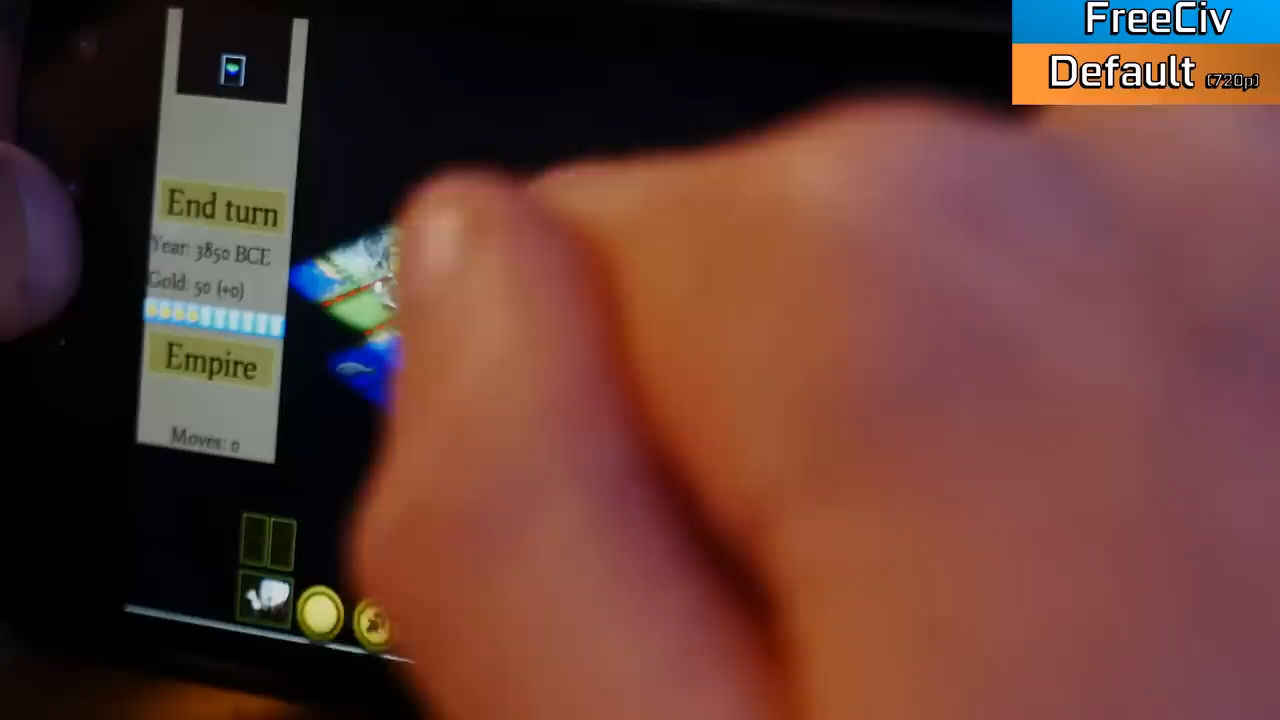 FreeCiv
Default (720p)
End turn
Year: 3850 BCE
Gold: 50 (+0)
Empire
Moves: 0